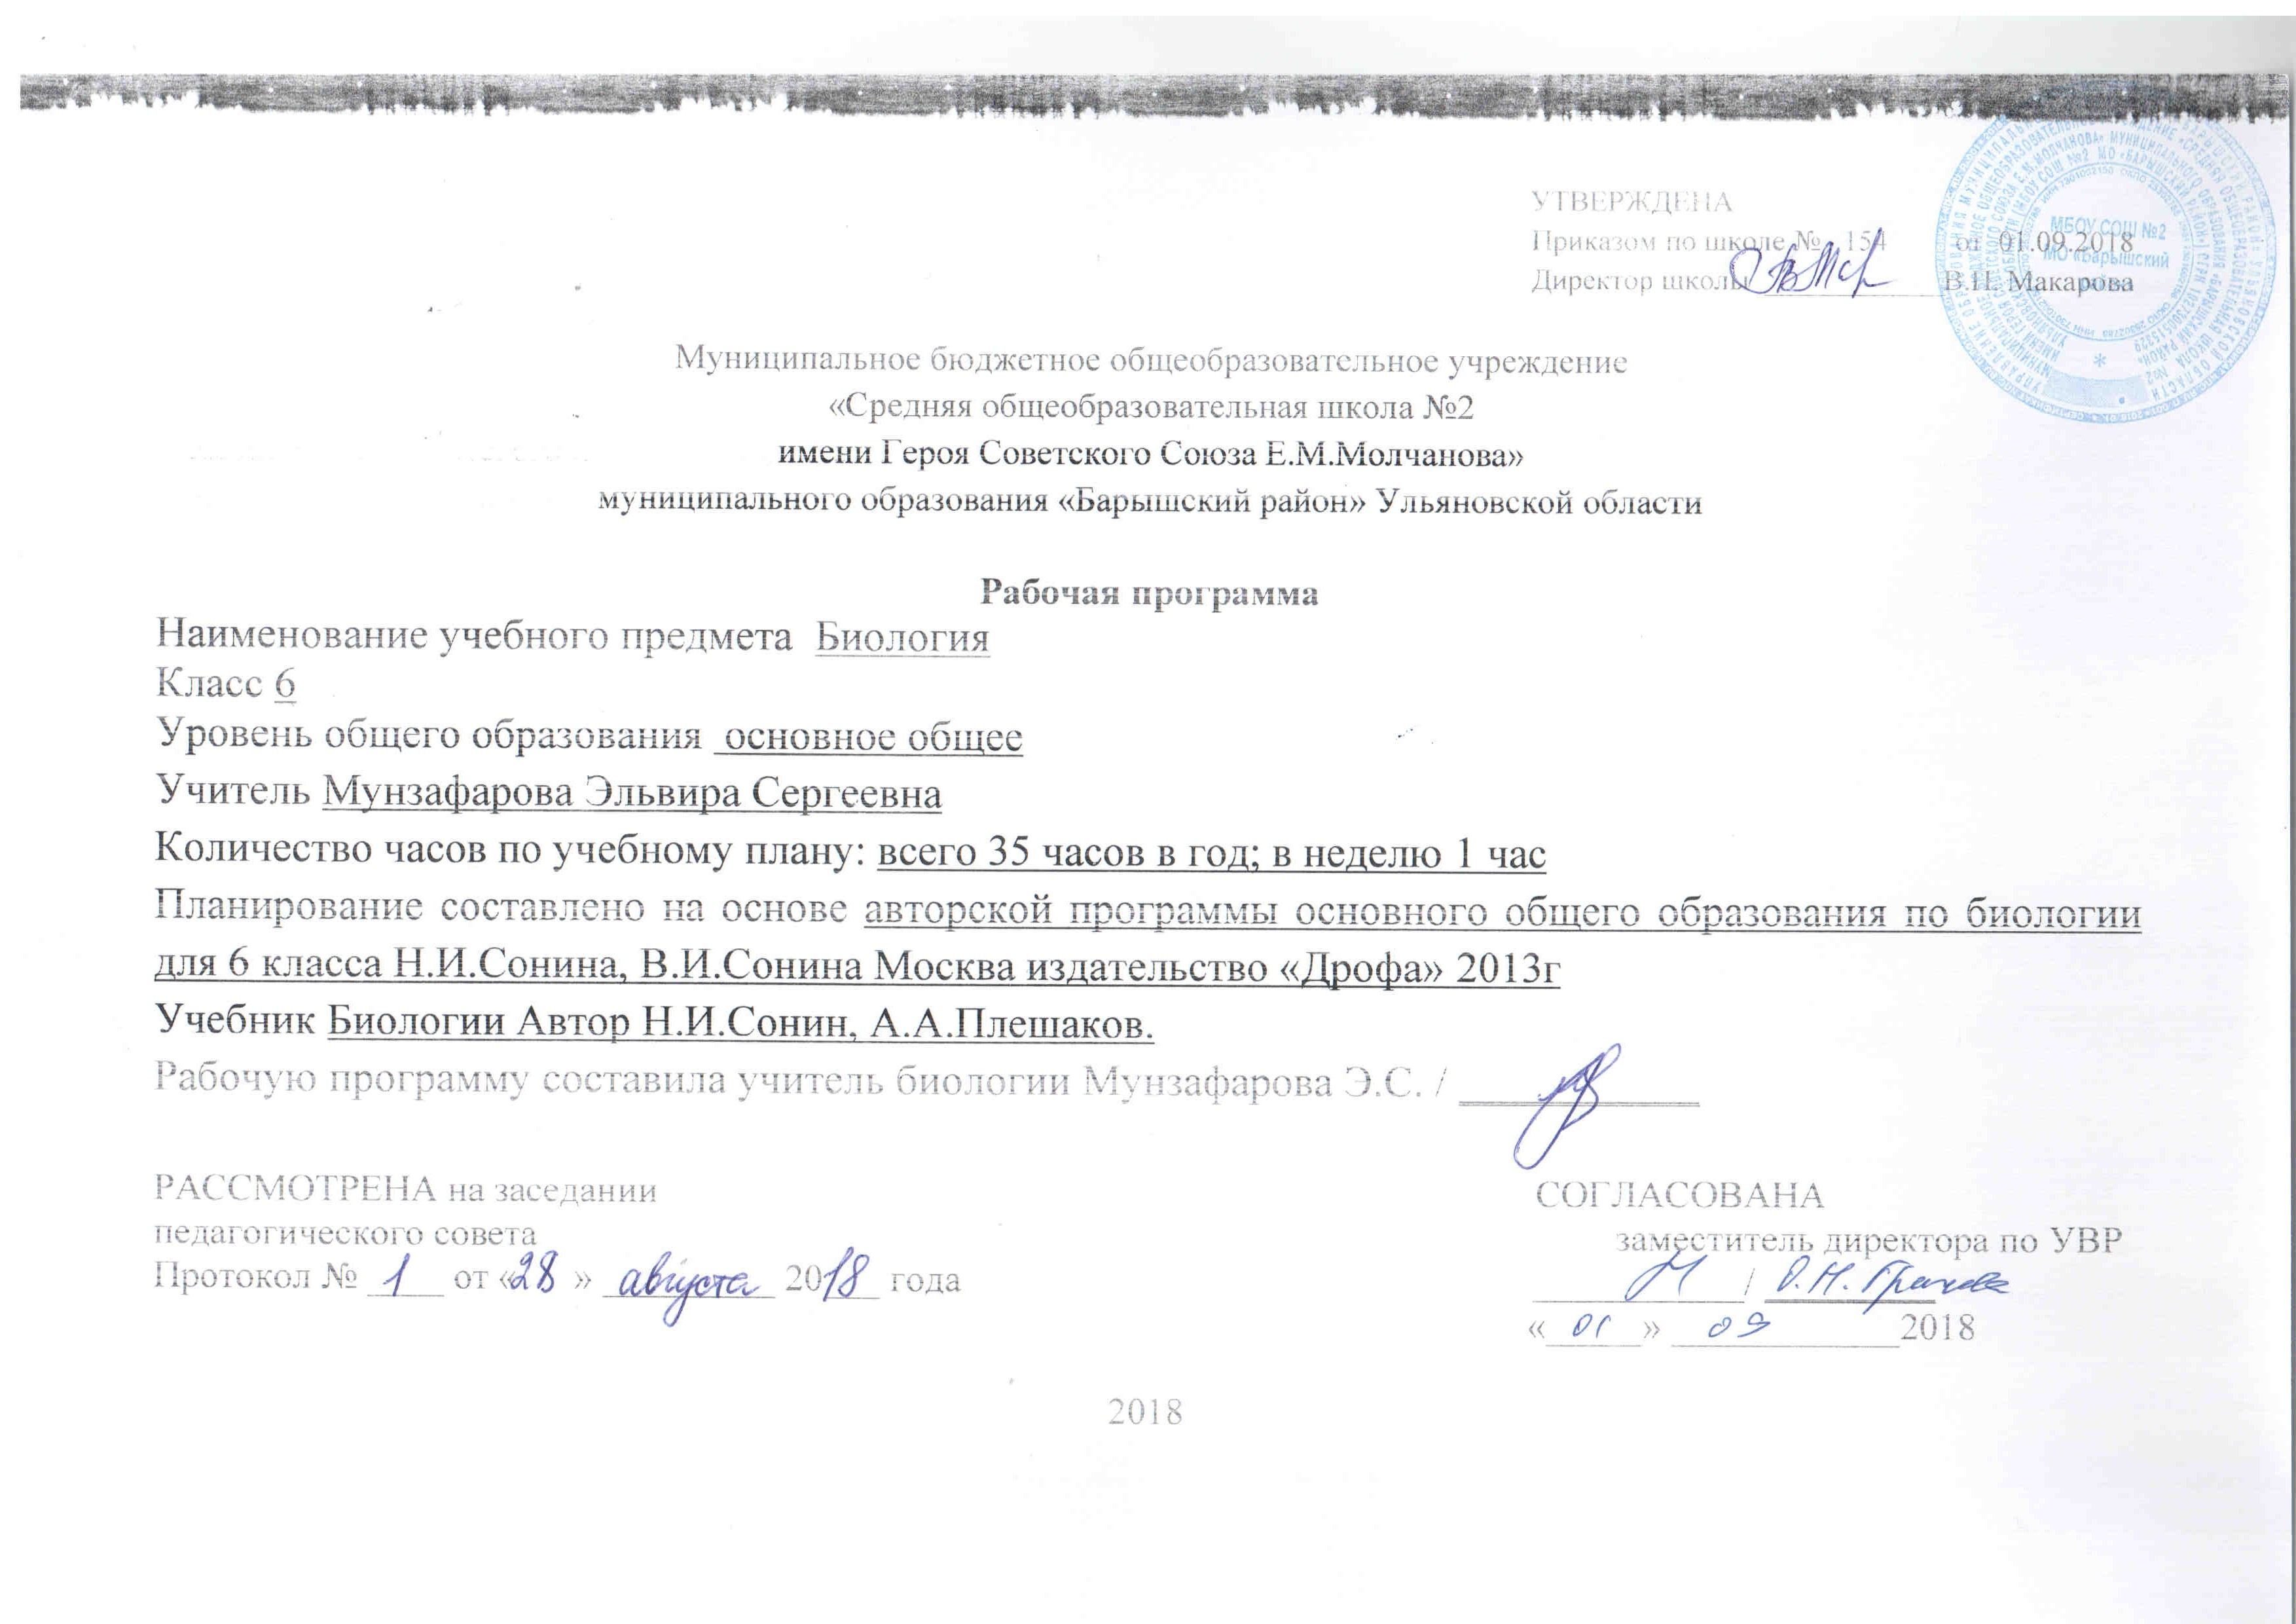 УТВЕРЖДЕНА
Приказом по школе № 154 от 01.09.2018
Директор школы В.Н. Макарова
МБОУ СОШ №2
МО «Барышский
Муниципальное бюджетное общеобразовательное учреждение
«Средняя общеобразовательная школа №2
имени Героя Советского Союза Е.М.Молчанова»
муниципального образования «Барышский район» Ульяновской области
Рабочая программа
Наименование учебного предмета Биология
Класс 6
Уровень общего образования основное общее
Учитель Мунзафарова Эльвира Сергеевна
Количество часов по учебному плану: всего 35 часов в год; в неделю 1 час
Планирование составлено на основе авторской программы основного общего образования по биологии
для 6 класса Н.И.Сонина, В.И.Сонина Москва издательство «Дрофа» 2013г
Учебник Биологии Автор Н.И.Сонин, А.А.Плешаков.
Рабочую программу составила учитель биологии Мунзафарова Э.С. /
РАССМОТРЕНА на заседании
педагогического совета
Протокол № 1 от «28» августа 2018 года
СОГЛАСОВАНА
заместитель директора по УВР
/ О.Н. Грачева
«01» 09 2018
2018